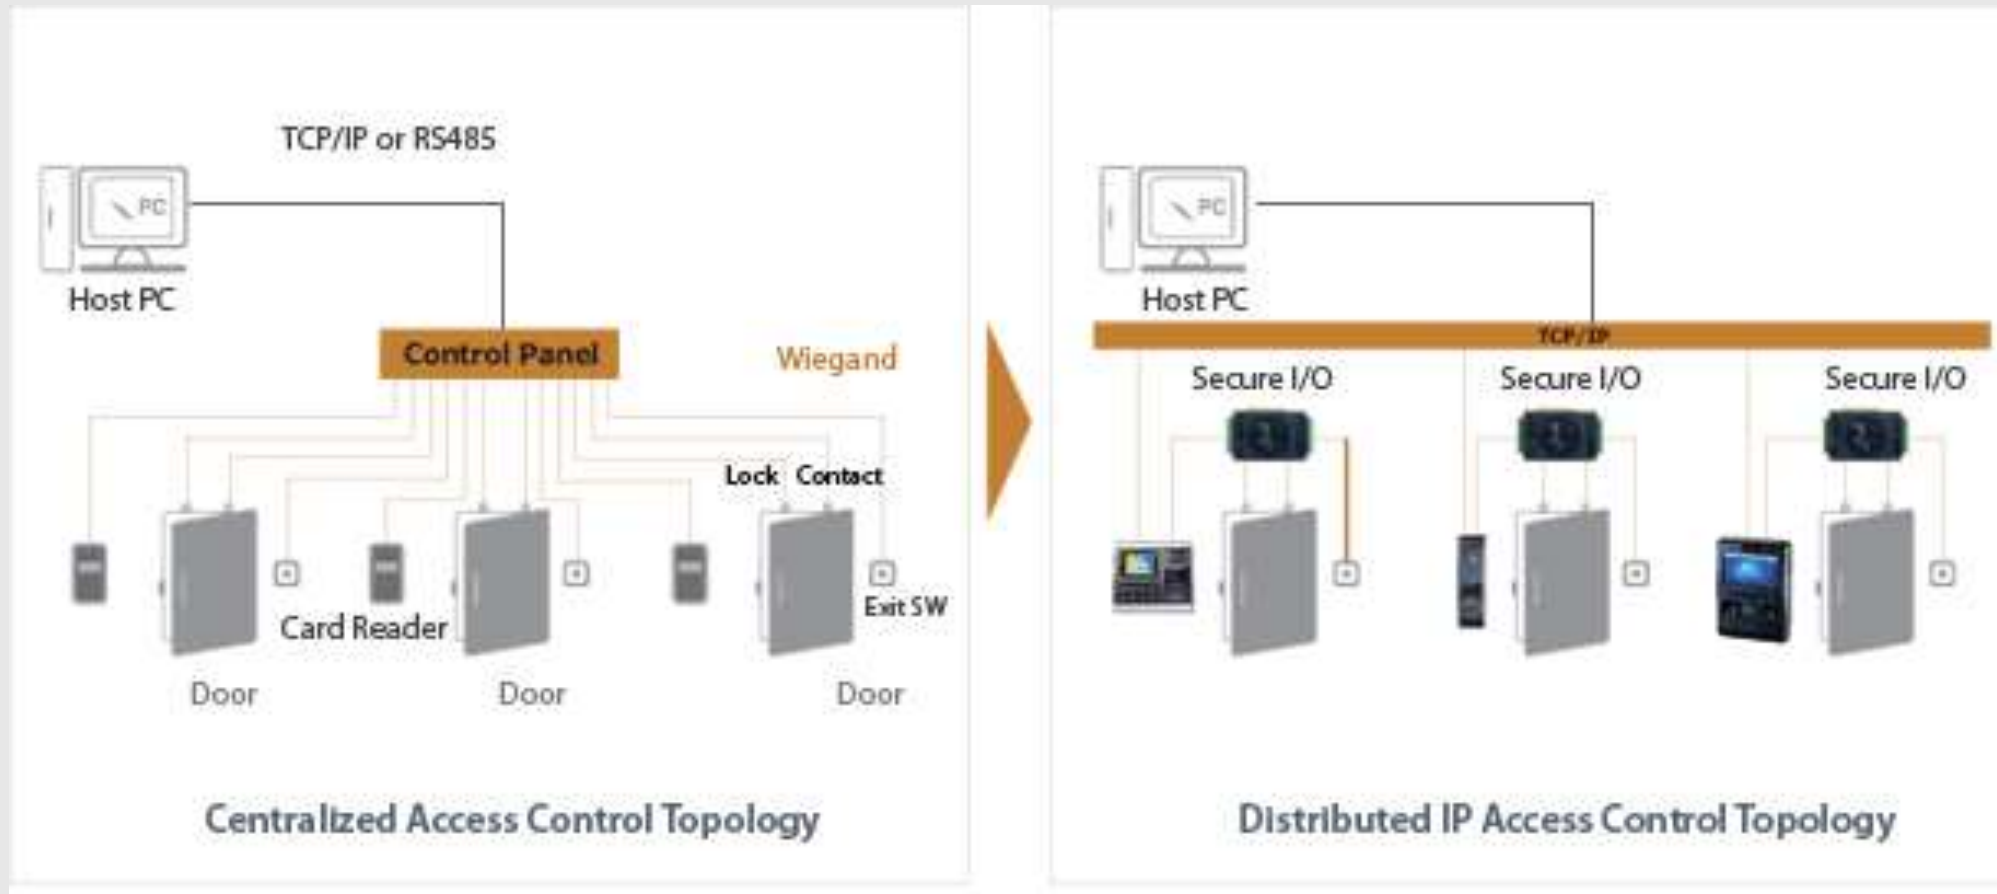 TCP/IP or RS485
PC
Host PC
Control Panel
Wiegand
Lock Contact
Exit SW
Card Reader
Door Door Door
Centralized Access Control Topology
PC
Host PC
TCP/IP
Secure I/O Secure I/O Secure I/O
Distributed IP Access Control Topology